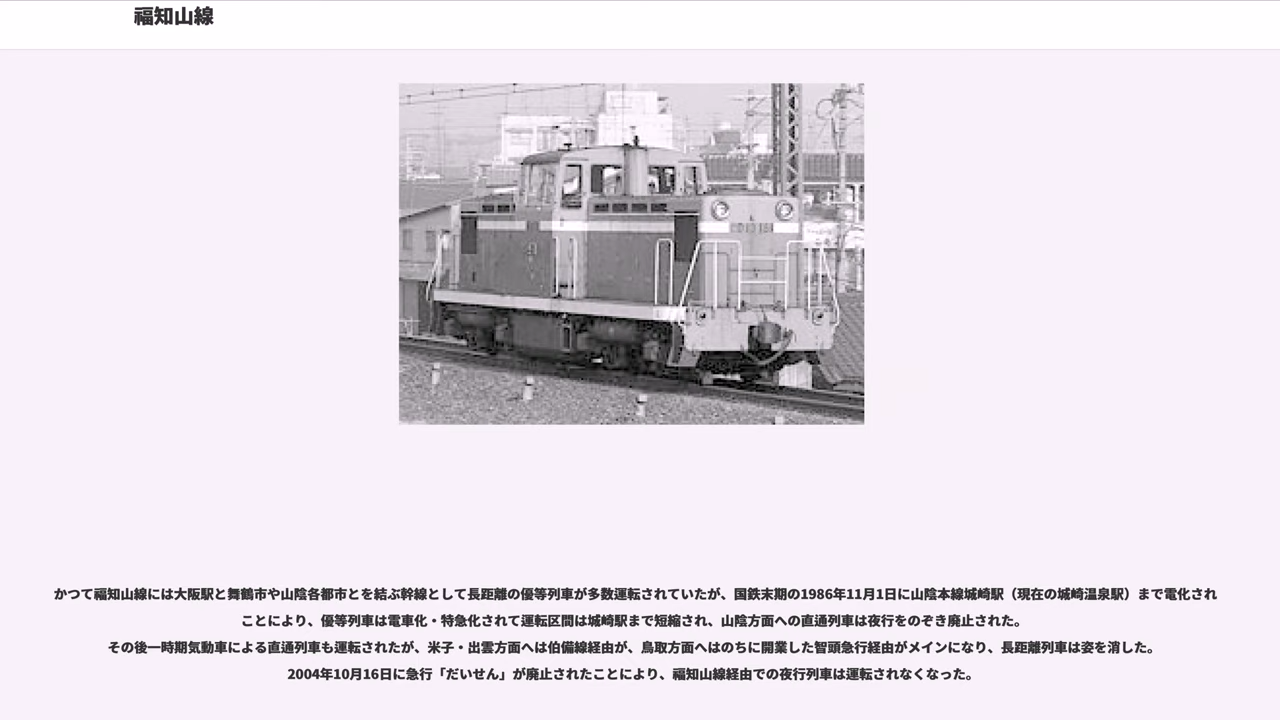 福知山線
かつて福知山線には大阪駅と舞鶴市や山陰各都市とを結ぶ幹線として長距離の優等列車が多数運転されていたが、国鉄末期の1986年11月1日に山陰本線城崎駅（現在の城崎温泉駅）まで電化され
ことにより、優等列車は電車化・特急化されて運転区間は城崎駅まで短縮され、山陰方面への直通列車は夜行をのぞき廃止された。
その後一時期気動車による直通列車も運転されたが、米子・出雲方面へは伯備線経由が、鳥取方面へはのちに開業した智頭急行経由がメインになり、長距離列車は姿を消した。
2004年10月16日に急行「だいせん」が廃止されたことにより、福知山線経由での夜行列車は運転されなくなった。